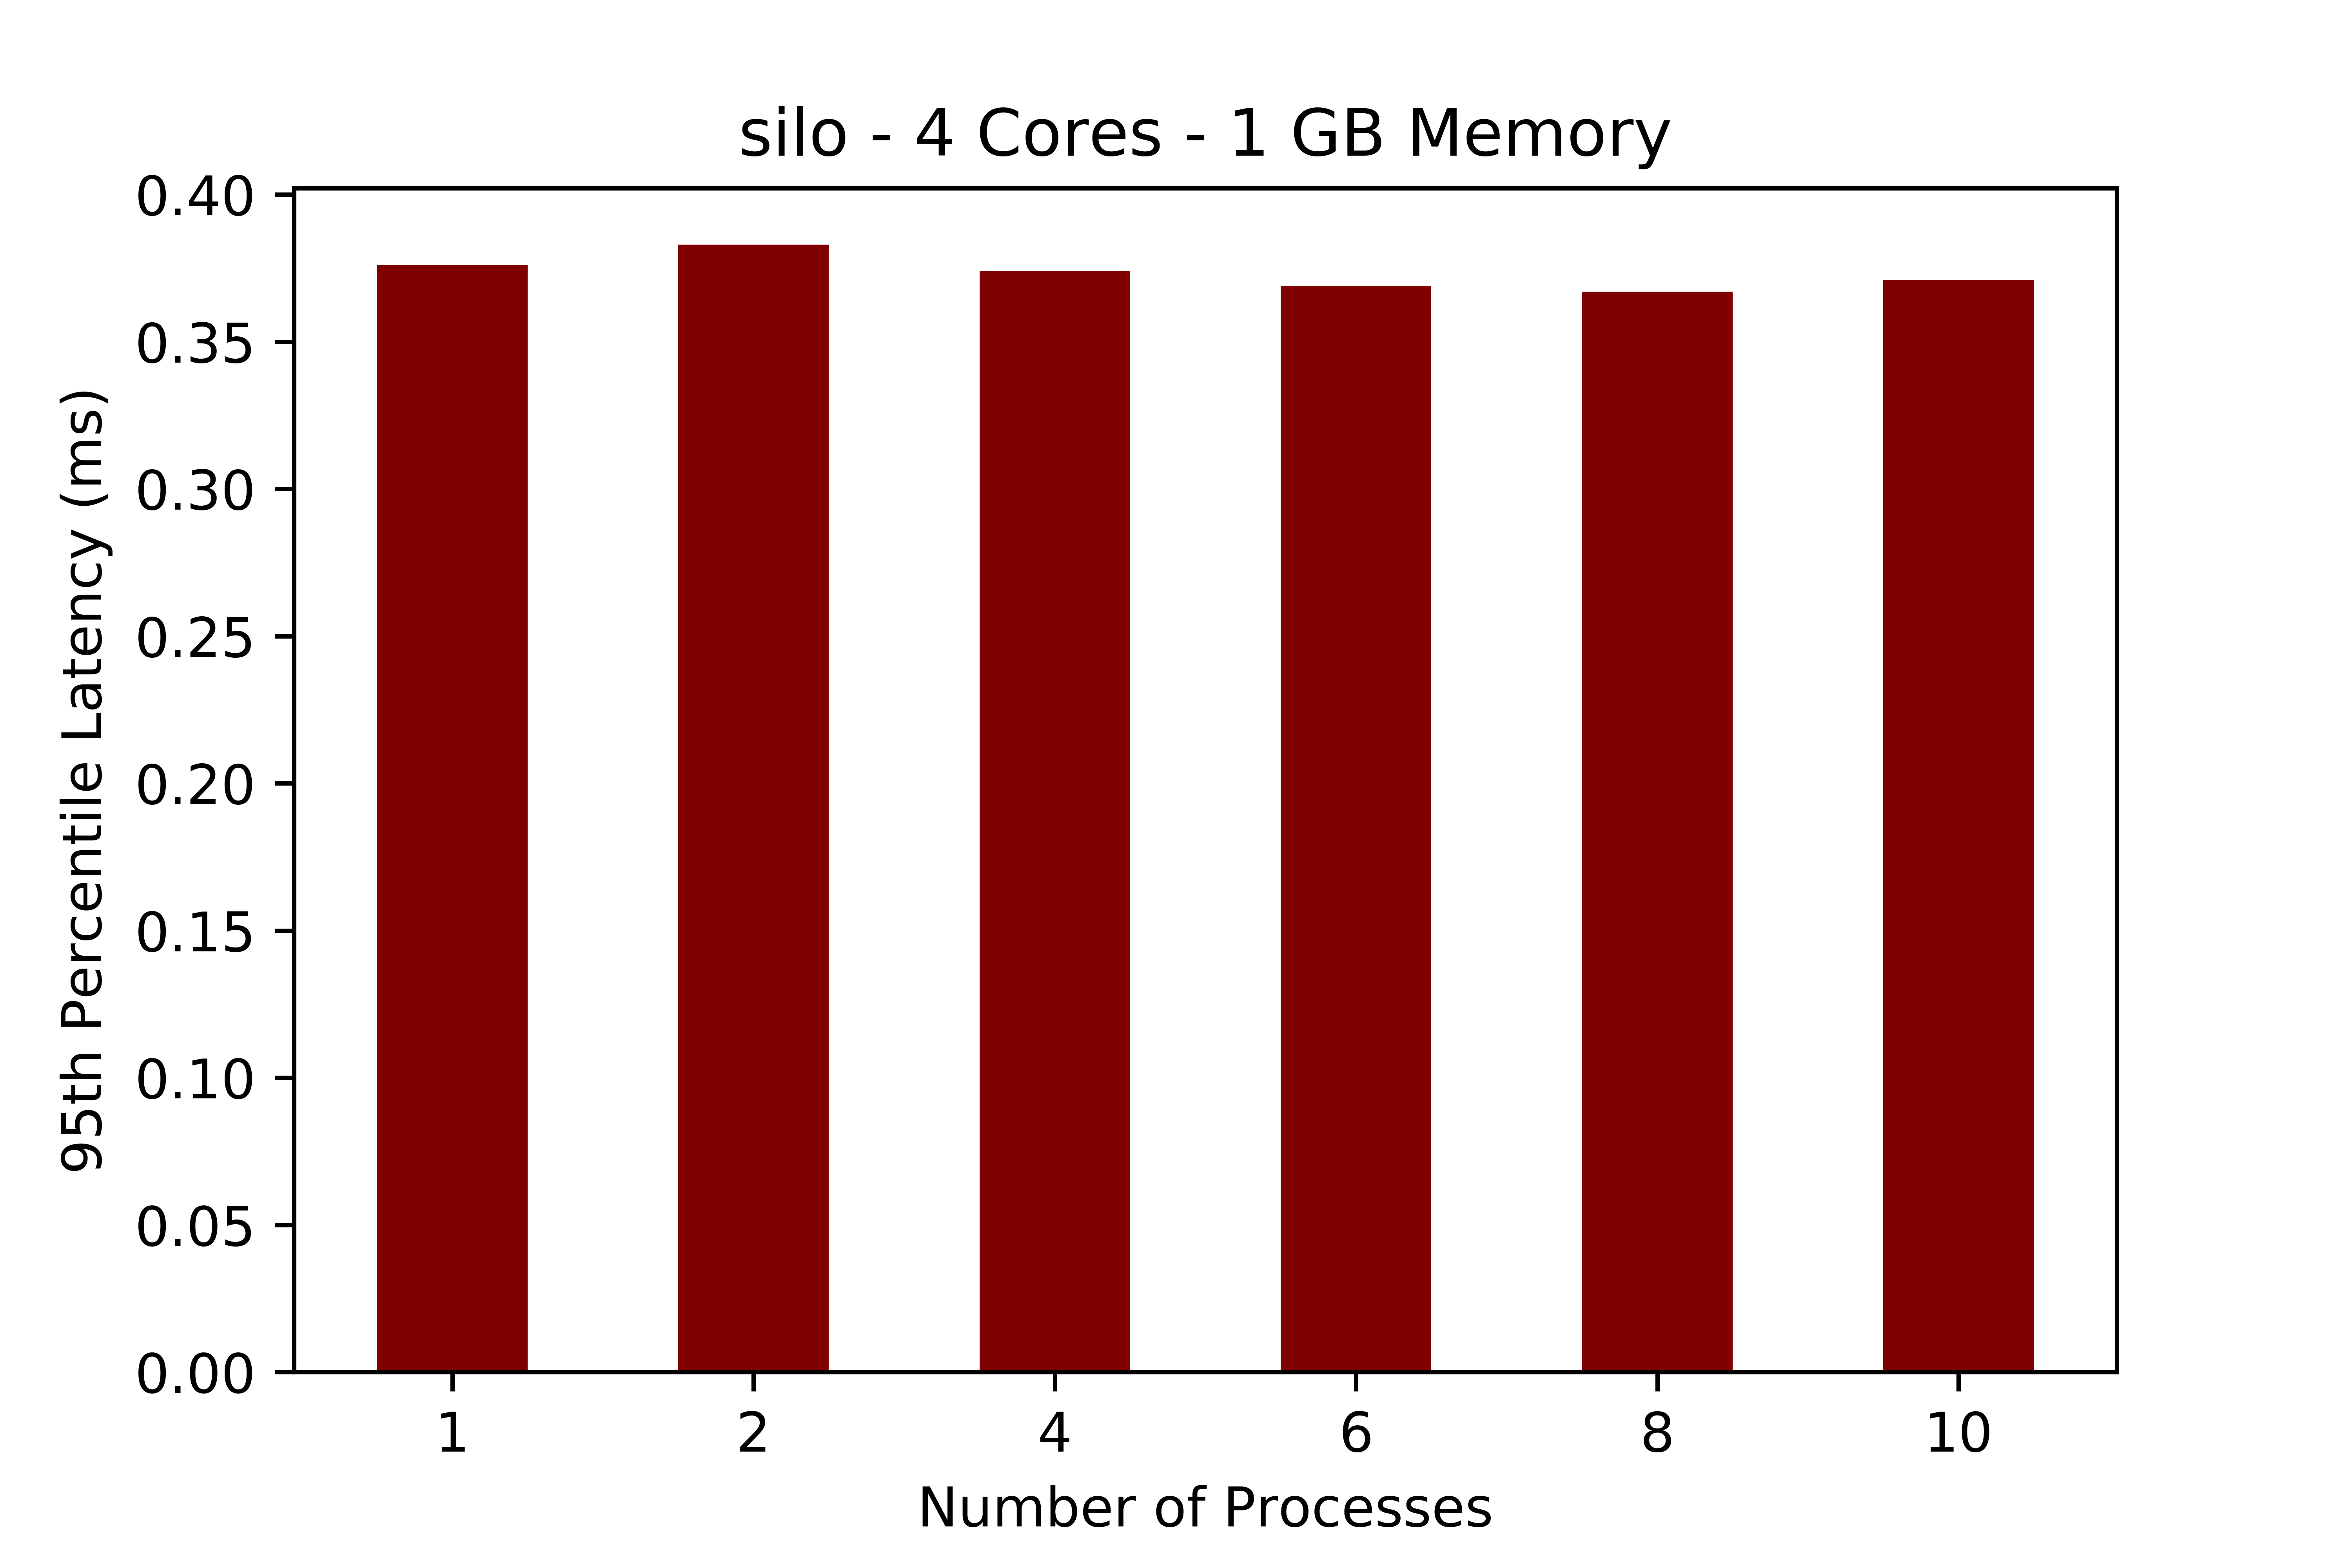 silo - 4 Cores - 1 GB Memory
95th Percentile Latency (ms)
0.40
0.35
0.30
0.25
0.20
0.15
0.10
0.05
0.00
1 2 4 6 8 10
Number of Processes